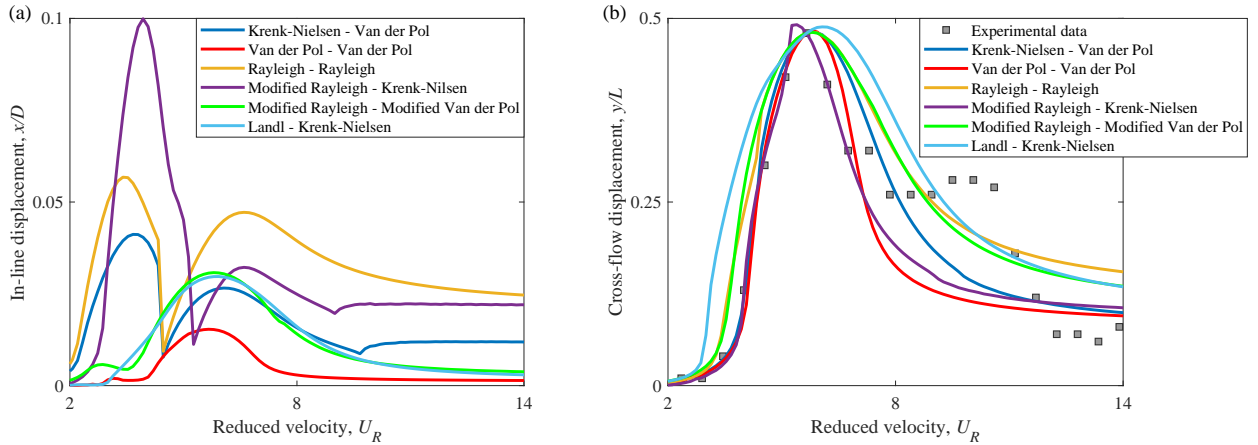 (a)
0.1
0.05
0
In-line displacement, x/D
Krenk-Nielsen - Van der Pol
Van der Pol - Van der Pol
Rayleigh - Rayleigh
Modified Rayleigh - Krenk-Nilsen
Modified Rayleigh - Modified Van der Pol
Landl - Krenk-Nielsen
2
8
14
Reduced velocity, U_R
(b)
0.5
0.25
0
Cross-flow displacement, y/L
Experimental data
Krenk-Nielsen - Van der Pol
Van der Pol - Van der Pol
Rayleigh - Rayleigh
Modified Rayleigh - Krenk-Nielsen
Modified Rayleigh - Modified Van der Pol
Landl - Krenk-Nielsen
2
8
14
Reduced velocity, U_R